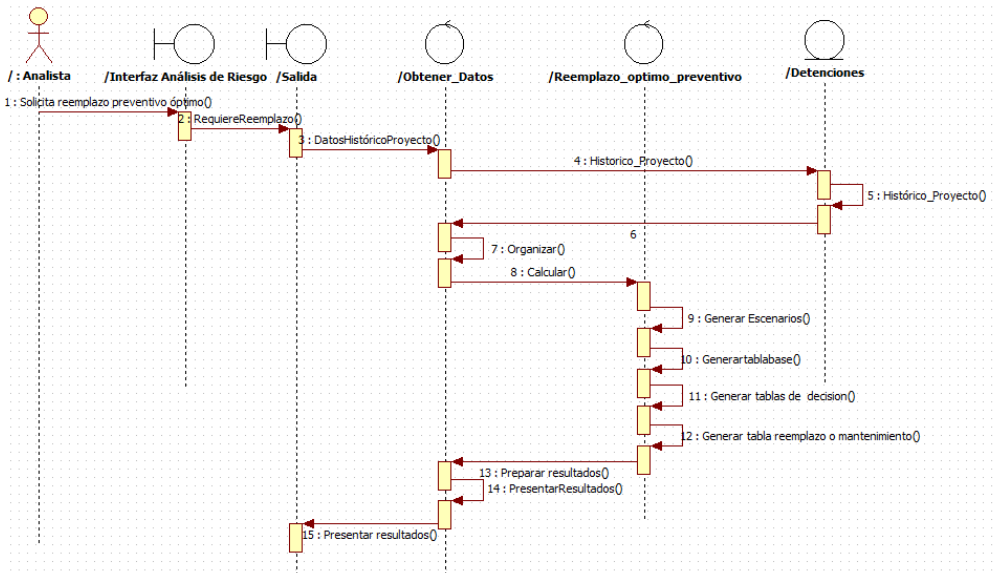 / : Analista
/Interfaz Análisis de Riesgo
/Salida
/Obtener_Datos
/Reemplazo_optimo_preventivo
/Detenciones
1 : Solicita reemplazo preventivo óptimo()
2 : RequiereReemplazo()
3 : DatosHistóricoProyecto()
4 : Historico_Proyecto()
5 : Histórico_Proyecto()
6
7 : Organizar()
8 : Calcular()
9 : Generar Escenarios()
10 : Generartablabase()
11 : Generar tablas de  decision()
12 : Generar tabla reemplazo o mantenimiento()
13 : Preparar resultados()
14 : PresentarResultados()
15 : Presentar resultados()